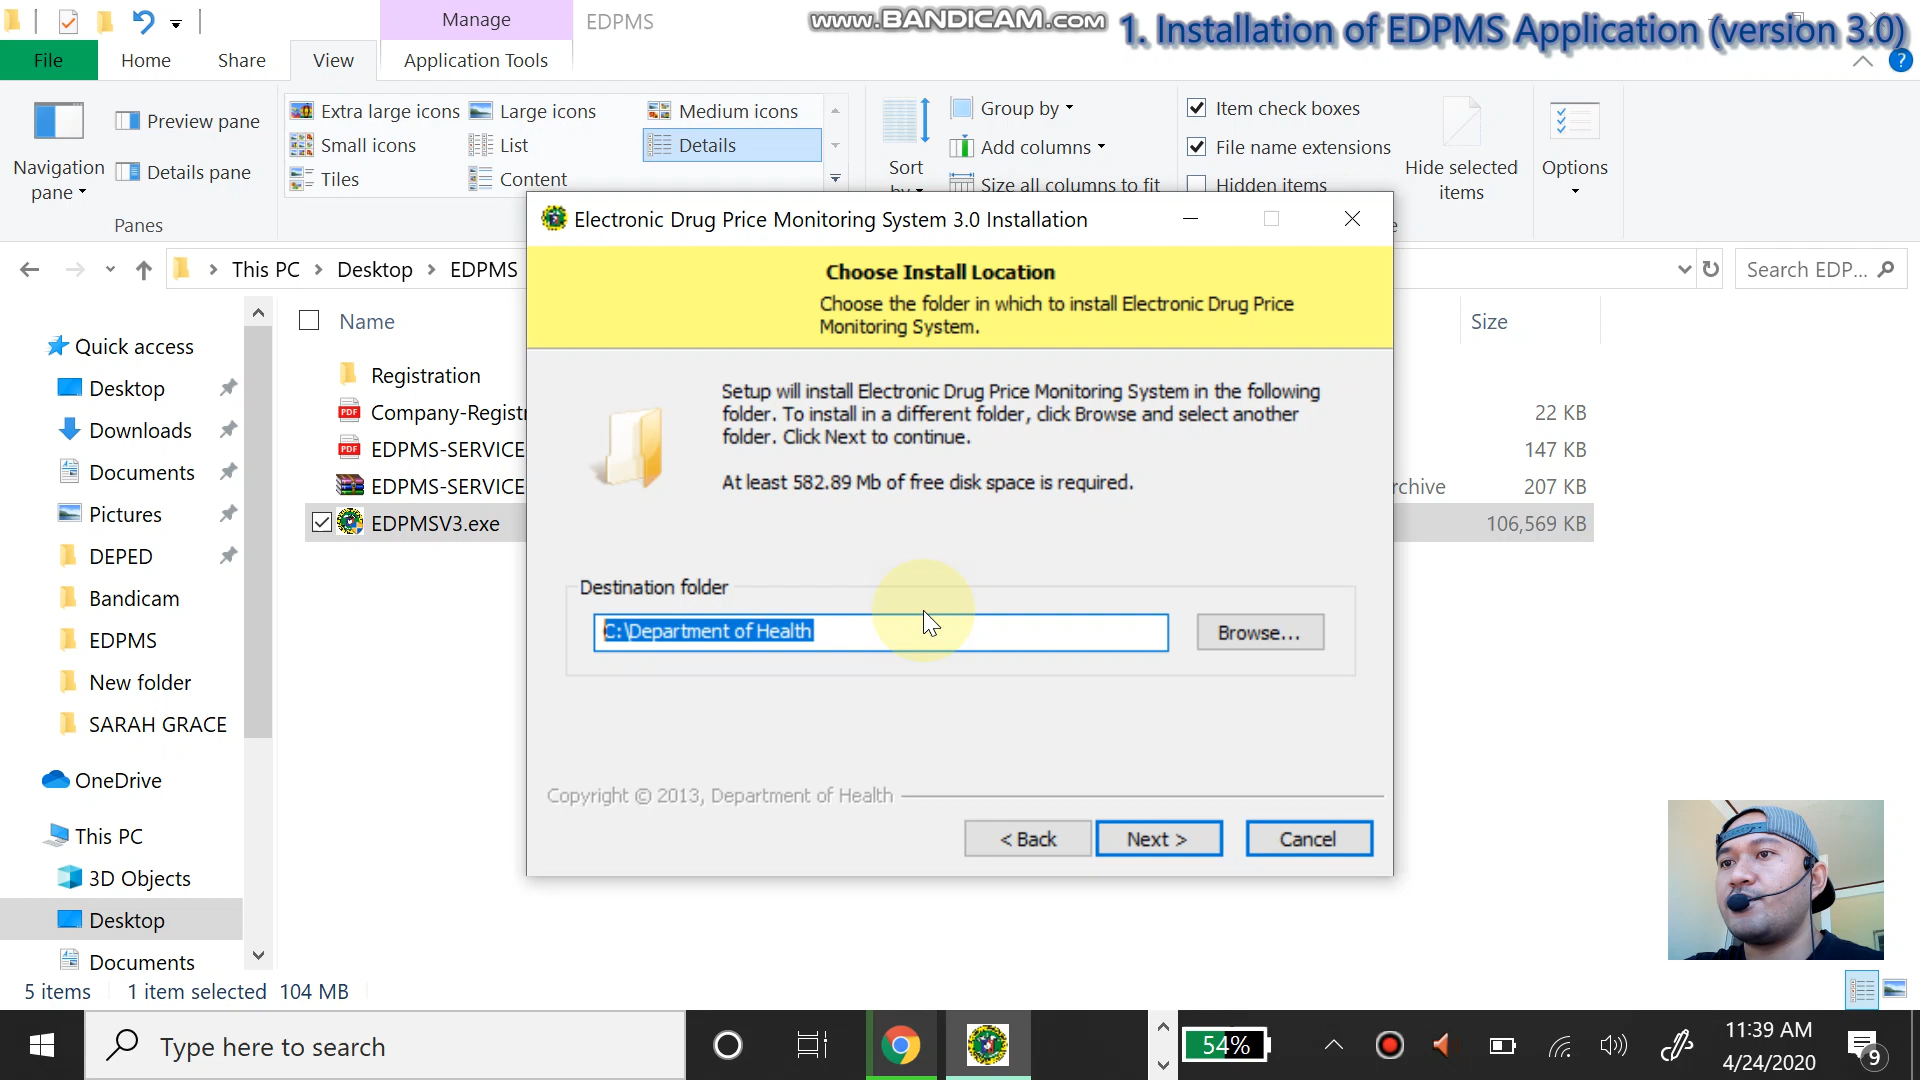 Manage
EDPMS
www.BANDICAM.com
1. Installation of EDPMS Application (version 3.0)
File
Home
Share
View
Application Tools
Navigation
pane
Preview pane
Details pane
Panes
Extra large icons
Large icons
Medium icons
Small icons
List
Details
Tiles
Content
Sort
by
Group by
Add columns
Size all columns to fit
Item check boxes
File name extensions
Hidden items
Hide selected
items
Options
This PC > Desktop > EDPMS
Search EDP...
Quick access
Desktop
Downloads
Documents
Pictures
DEPED
Bandicam
EDPMS
New folder
SARAH GRACE
OneDrive
This PC
3D Objects
Desktop
Documents
Name
Size
Registration
Company-Regist
22 KB
EDPMS-SERVICE
147 KB
EDPMS-SERVICE
rchive
207 KB
EDPMSV3.exe
106,569 KB
Electronic Drug Price Monitoring System 3.0 Installation
Choose Install Location
Choose the folder in which to install Electronic Drug Price
Monitoring System.
Setup will install Electronic Drug Price Monitoring System in the following
folder. To install in a different folder, click Browse and select another
folder. Click Next to continue.
At least 582.89 Mb of free disk space is required.
Destination folder
C:\Department of Health
Browse...
Copyright © 2013, Department of Health
< Back
Next >
Cancel
5 items
1 item selected 104 MB
Type here to search
54%
11:39 AM
4/24/2020
9